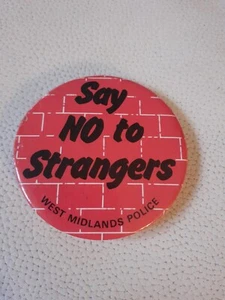 Say
NO to
Strangers
WEST MIDLANDS POLICE